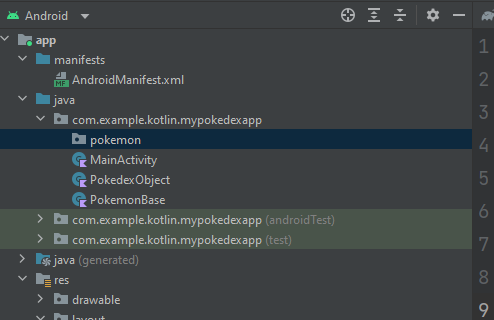 Android
app
manifests
AndroidManifest.xml
java
com.example.kotlin.mypokedexapp
pokemon
MainActivity
PokedexObject
PokemonBase
com.example.kotlin.mypokedexapp (androidTest)
com.example.kotlin.mypokedexapp (test)
java (generated)
res
drawable
layout
1
2
3
4
5
6
7
8
9